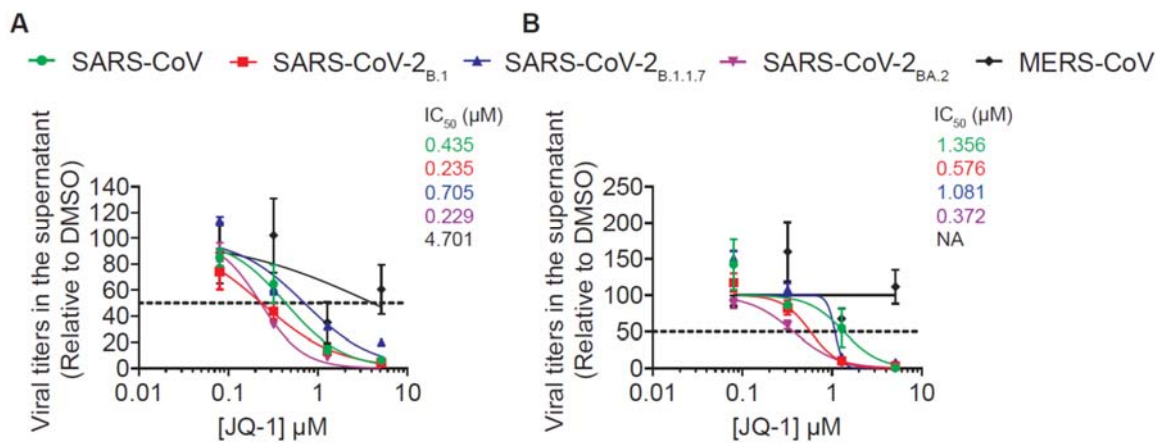 A
B
SARS-CoV
SARS-CoV-2B.1
SARS-CoV-2B.1.1.7
SARS-CoV-2BA.2
MERS-CoV
Viral titers in the supernatant
(Relative to DMSO)
IC50 (µM)
0.435
0.235
0.705
0.229
4.701
140
120
100
80
60
40
20
0
0.01
0.1
1
10
[JQ-1] µM
Viral titers in the supernatant
(Relative to DMSO)
IC50 (µM)
1.356
0.576
1.081
0.372
NA
250
200
150
100
50
0
0.01
0.1
1
10
[JQ-1] µM